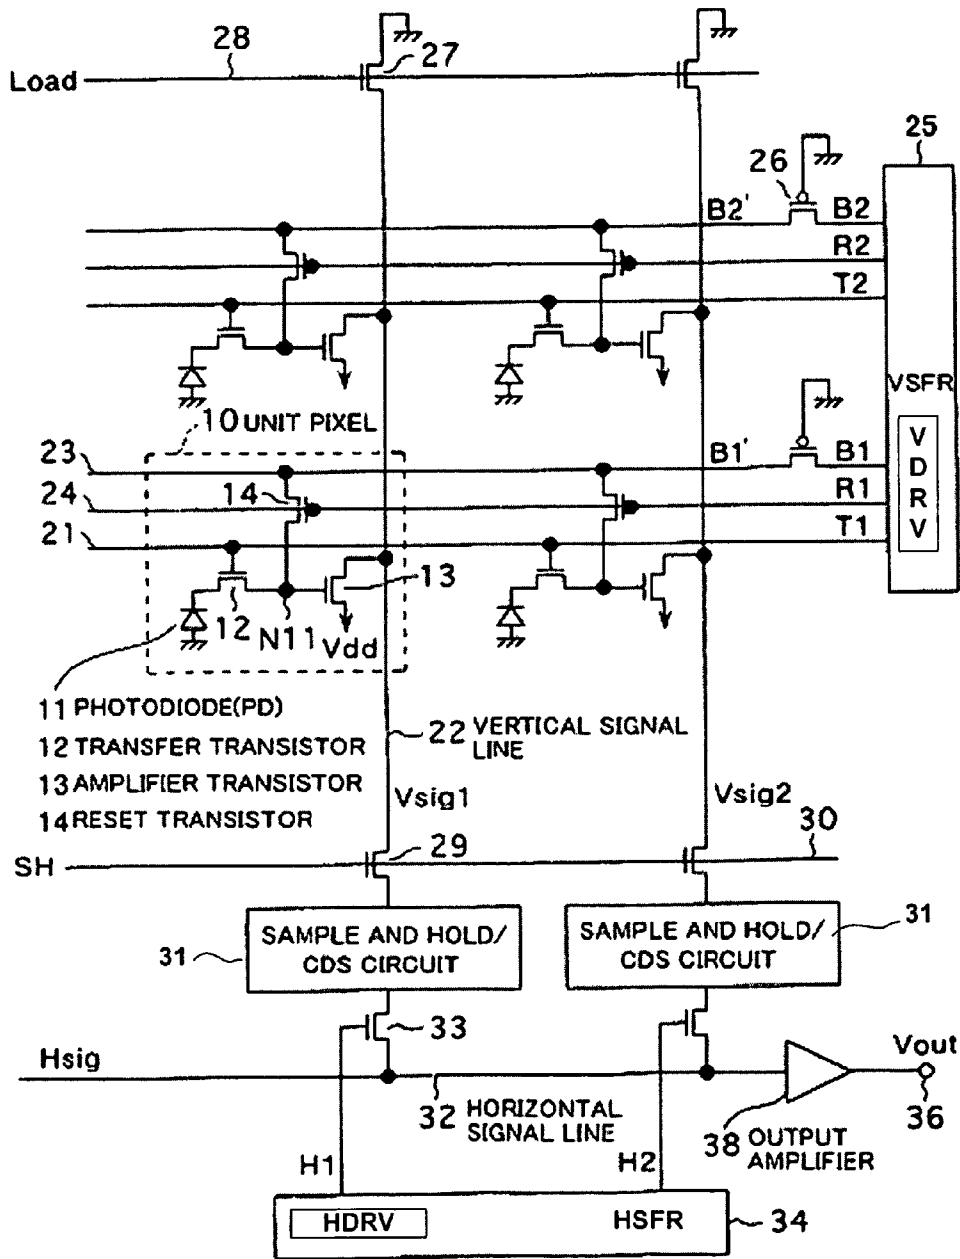 28
27
Load
25
26
B2'
B2
R2
T2
VSFR
10 UNIT PIXEL
23
B1'
B1
V
D
R
V
24
14
R1
21
T1
13
12
N11
Vdd
11 PHOTODIODE(PD)
12 TRANSFER TRANSISTOR
13 AMPLIFIER TRANSISTOR
14 RESET TRANSISTOR
22 VERTICAL SIGNAL
LINE
Vsig1
Vsig2
30
29
SH
31
SAMPLE AND HOLD/
CDS CIRCUIT
SAMPLE AND HOLD/
CDS CIRCUIT
31
33
Hsig
Vout
32 HORIZONTAL
SIGNAL LINE
36
38 OUTPUT
AMPLIFIER
H1
H2
HDRV
HSFR
34